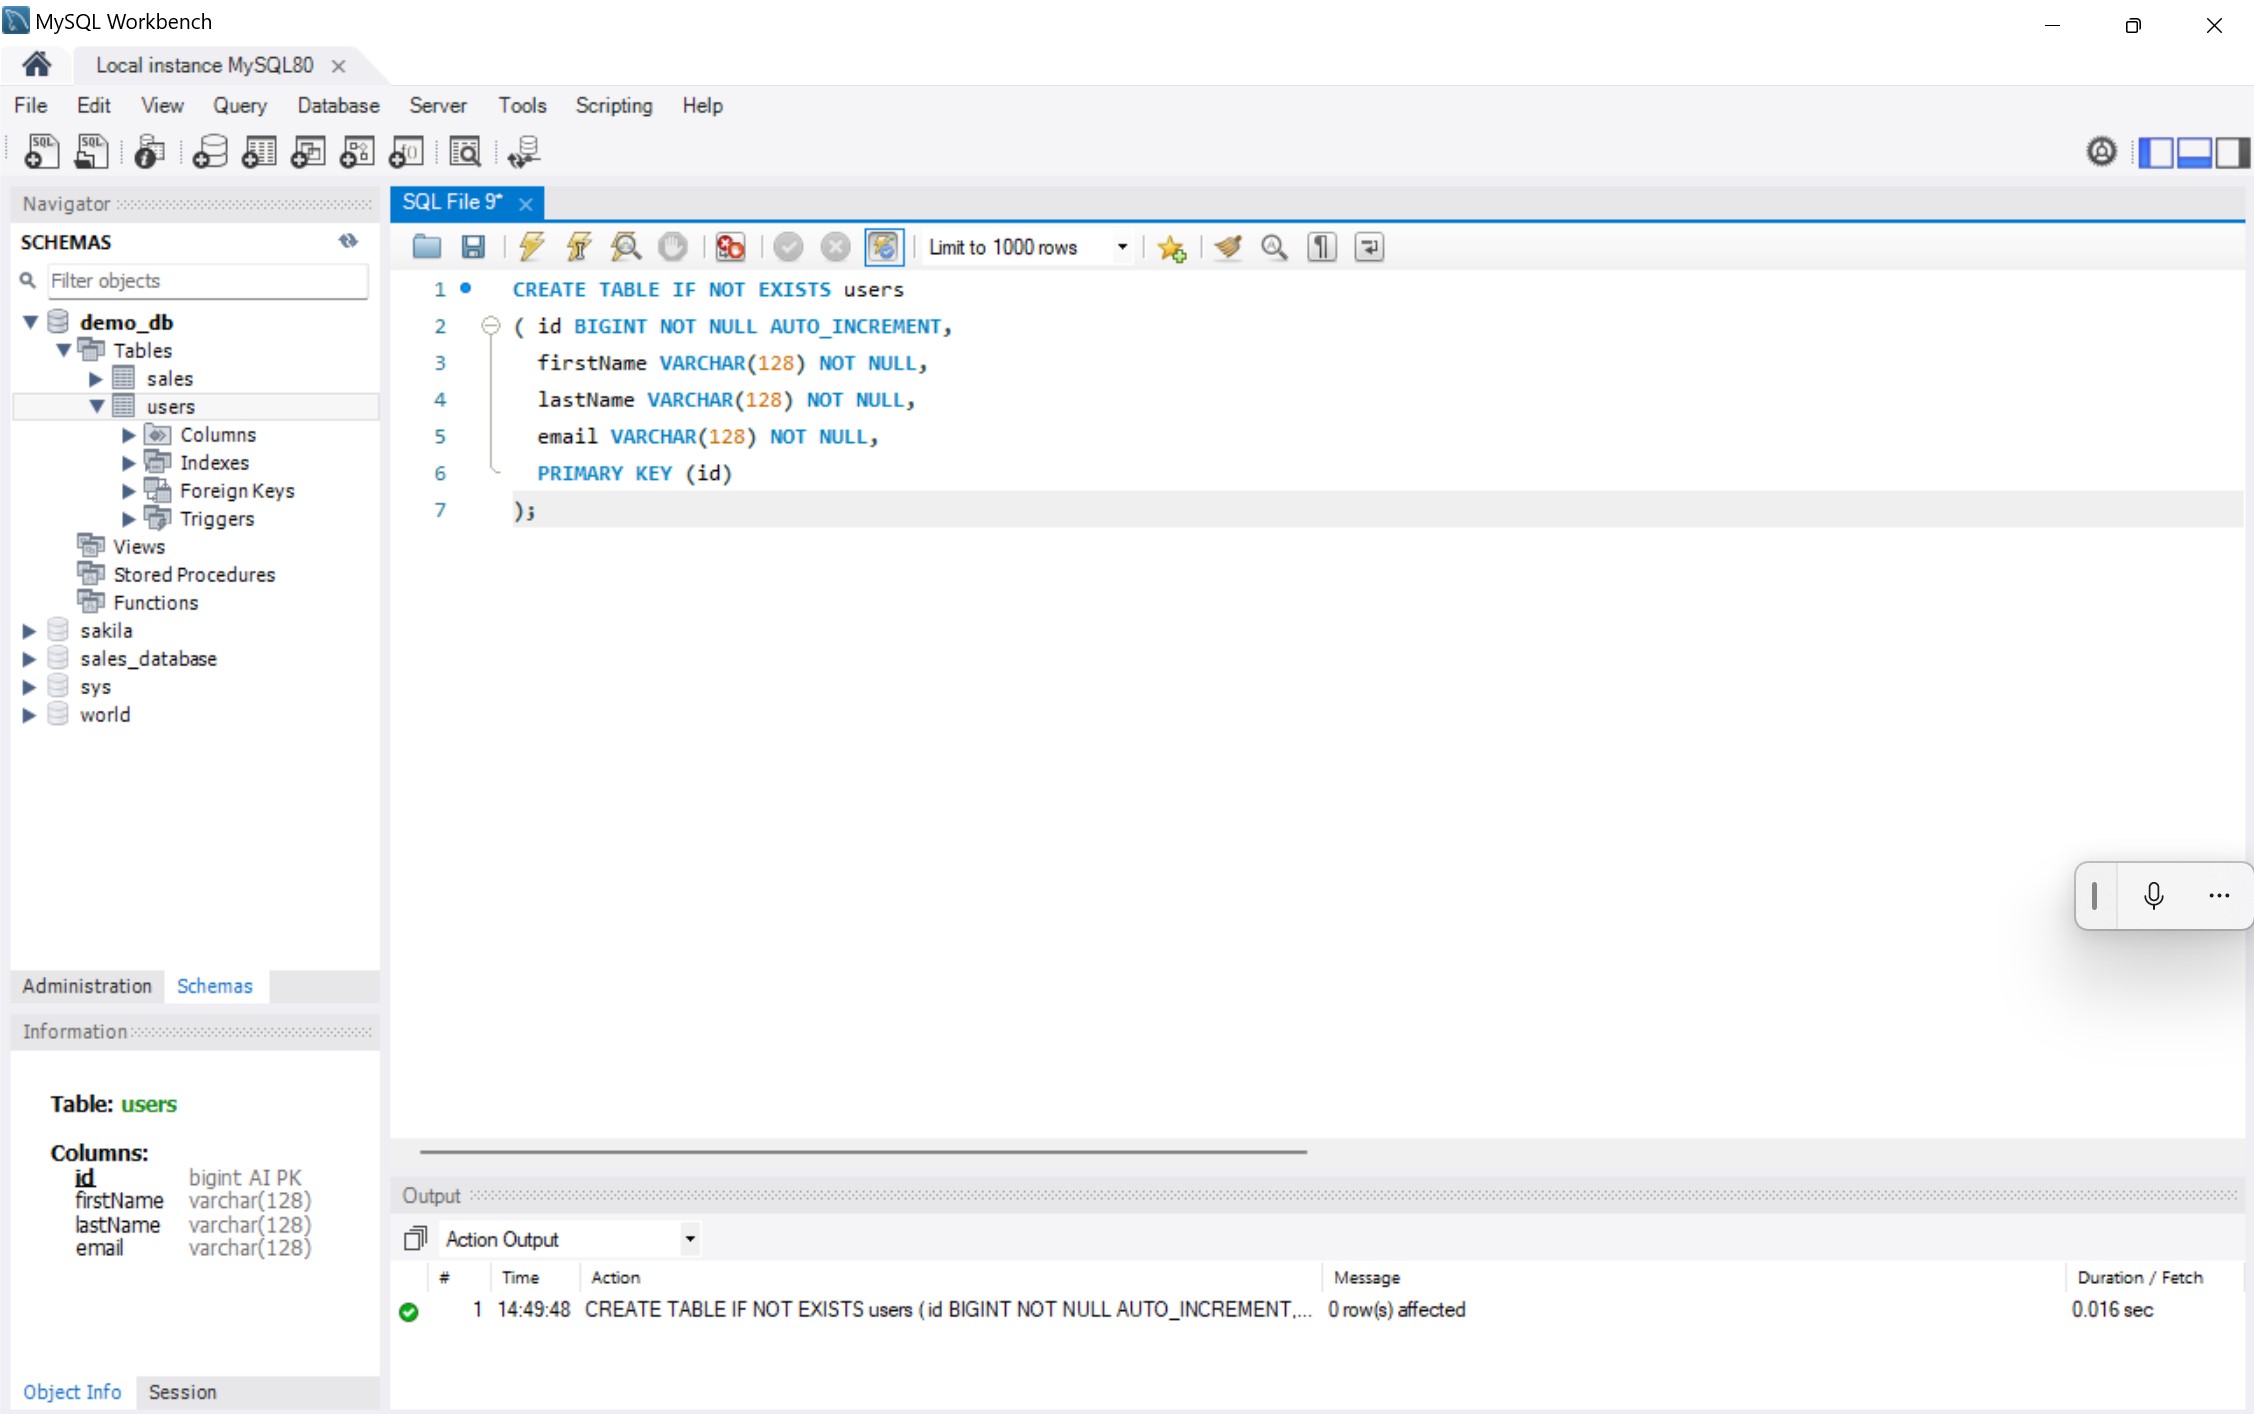 MySQL Workbench
Local instance MySQL80
File Edit View Query Database Server Tools Scripting Help
Navigator
SCHEMAS
Filter objects
demo_db
Tables
sales
users
Columns
Indexes
Foreign Keys
Triggers
Views
Stored Procedures
Functions
sakila
sales_database
sys
world
Administration Schemas
Information
Table: users
Columns:
id bigint AI PK
firstName varchar(128)
lastName varchar(128)
email varchar(128)
Object Info Session
SQL File 9*
Limit to 1000 rows
1 CREATE TABLE IF NOT EXISTS users
2 ( id BIGINT NOT NULL AUTO_INCREMENT,
3 firstName VARCHAR(128) NOT NULL,
4 lastName VARCHAR(128) NOT NULL,
5 email VARCHAR(128) NOT NULL,
6 PRIMARY KEY (id)
7 );
Output
Action Output
# Time Action Message Duration / Fetch
1 14:49:48 CREATE TABLE IF NOT EXISTS users ( id BIGINT NOT NULL AUTO_INCREMENT,... 0 row(s) affected 0.016 sec